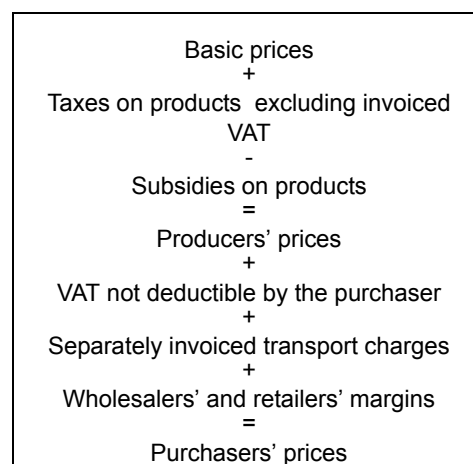 Basic prices
+
Taxes on products excluding invoiced
VAT
-
Subsidies on products
=
Producers’ prices
+
VAT not deductible by the purchaser
+
Separately invoiced transport charges
+
Wholesalers’ and retailers’ margins
=
Purchasers’ prices